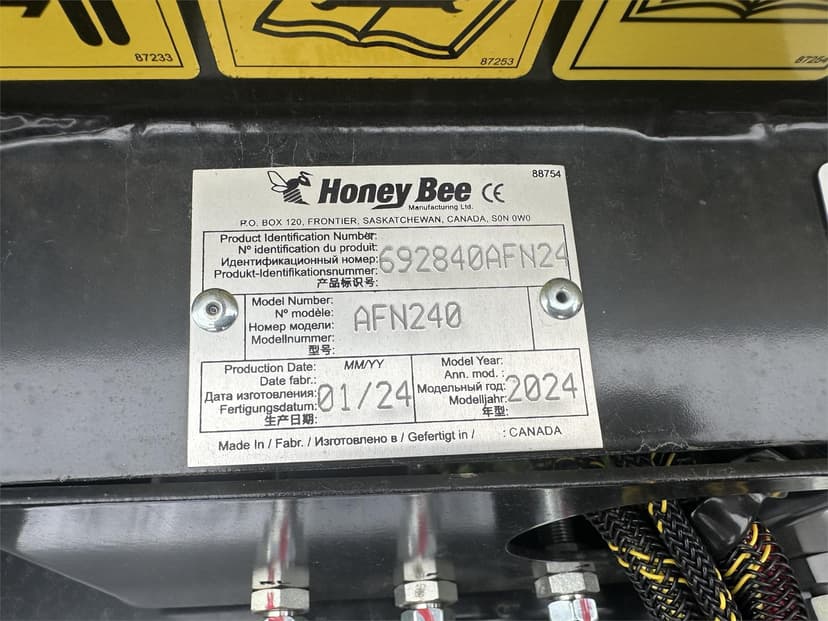 87233
87253
87254
88754
Honey Bee CE
Manufacturing Ltd.
P.O. BOX 120, FRONTIER, SASKATCHEWAN, CANADA, S0N 0W0
Product Identification Number:
Nº identification du produit:
Идентификационный номер:
Produkt-Identifikationsnummer:
产品标识号:
692840AFN24
Model Number:
Nº modèle:
Номер модели:
Modellnummer:
型号:
AFN240
Production Date: MM/YY
Date fabr.:
Дата изготовления:
Fertigungsdatum:
生产日期:
01/24
Model Year:
Ann. mod.:
Модельный год:
Modelljahr:
年型:
2024
Made In / Fabr. / Изготовлено в / Gefertigt in / : CANADA